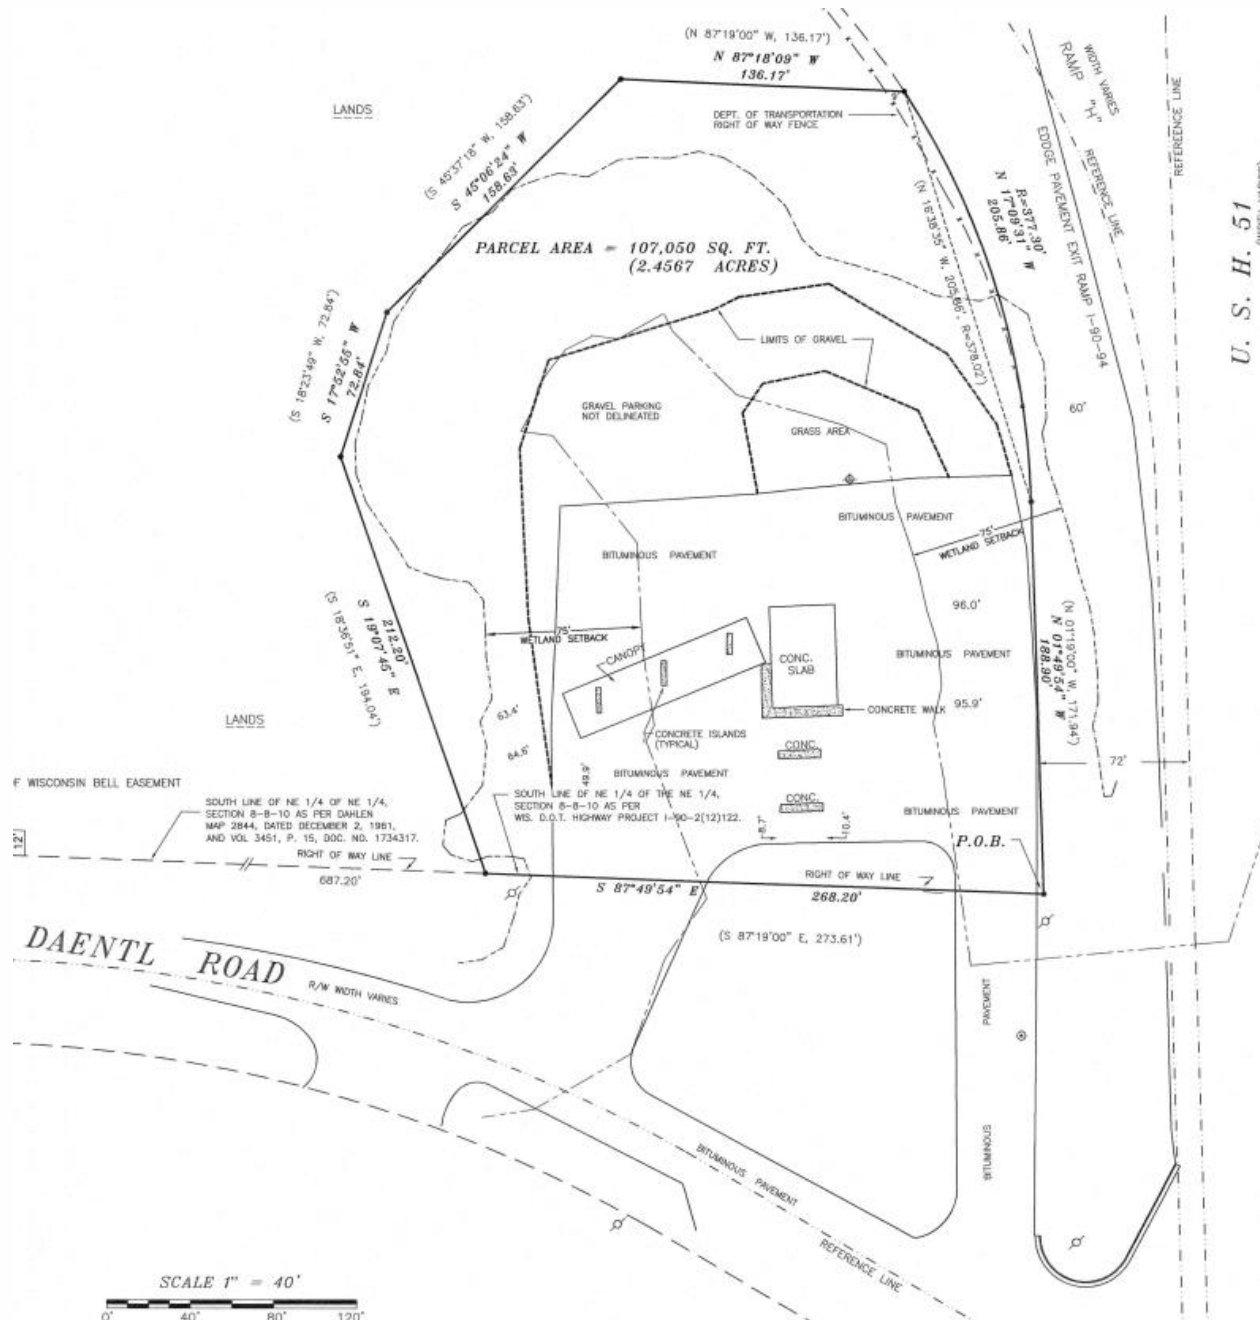 (N 87°19'00" W, 136.17')
N 87°18'09" W
136.17'
LANDS
(S 45°37'18" W, 158.63')
S 45°06'24" W
158.63'
DEPT. OF TRANSPORTATION
RIGHT OF WAY FENCE
WIDTH VARIES
RAMP "H"
REFERENCE LINE
EDGE PAVEMENT EXIT RAMP I-90-94
REFEREENCE LINE
U. S. H. 51
R=377.30'
N 17°09'31" W
205.86'
(N 16°38'35" W, 205.86', R=378.02')
PARCEL AREA = 107,050 SQ. FT.
(2.4567 ACRES)
(S 18°23'49" W, 72.84')
S 17°52'55" W
72.84'
LIMITS OF GRAVEL
GRAVEL PARKING
NOT DELINEATED
GRASS AREA
60'
BITUMINOUS PAVEMENT
75'
WETLAND SETBACK
BITUMINOUS PAVEMENT
96.0'
(N 01°19'00" W, 171.94')
N 01°49'54" W
188.90'
212.20'
S 19°07'45" E
(S 18°36'51" E, 194.04')
75'
WETLAND SETBACK
CANOPY
CONC.
SLAB
BITUMINOUS PAVEMENT
CONCRETE WALK
95.9'
63.4'
64.6'
49.9'
CONCRETE ISLANDS
(TYPICAL)
CONC.
72'
LANDS
BITUMINOUS PAVEMENT
OF WISCONSIN BELL EASEMENT
SOUTH LINE OF NE 1/4 OF NE 1/4,
SECTION 8-8-10 AS PER DAHLEN
MAP 2844, DATED DECEMBER 2, 1961,
AND VOL 3451, P. 15, DOC. NO. 1734317.
SOUTH LINE OF NE 1/4 OF THE NE 1/4,
SECTION 8-8-10 AS PER
WIS. D.O.T. HIGHWAY PROJECT I-90-2(12)122.
CONC.
8.7'
10.4'
BITUMINOUS PAVEMENT
P.O.B.
12'
RIGHT OF WAY LINE
687.20'
S 87°49'54" E
RIGHT OF WAY LINE
268.20'
(S 87°19'00" E, 273.61')
DAENTL ROAD
R/W WIDTH VARIES
PAVEMENT
BITUMINOUS
BITUMINOUS PAVEMENT
REFERENCE LINE
SCALE 1" = 40'
0' 40' 80' 120'